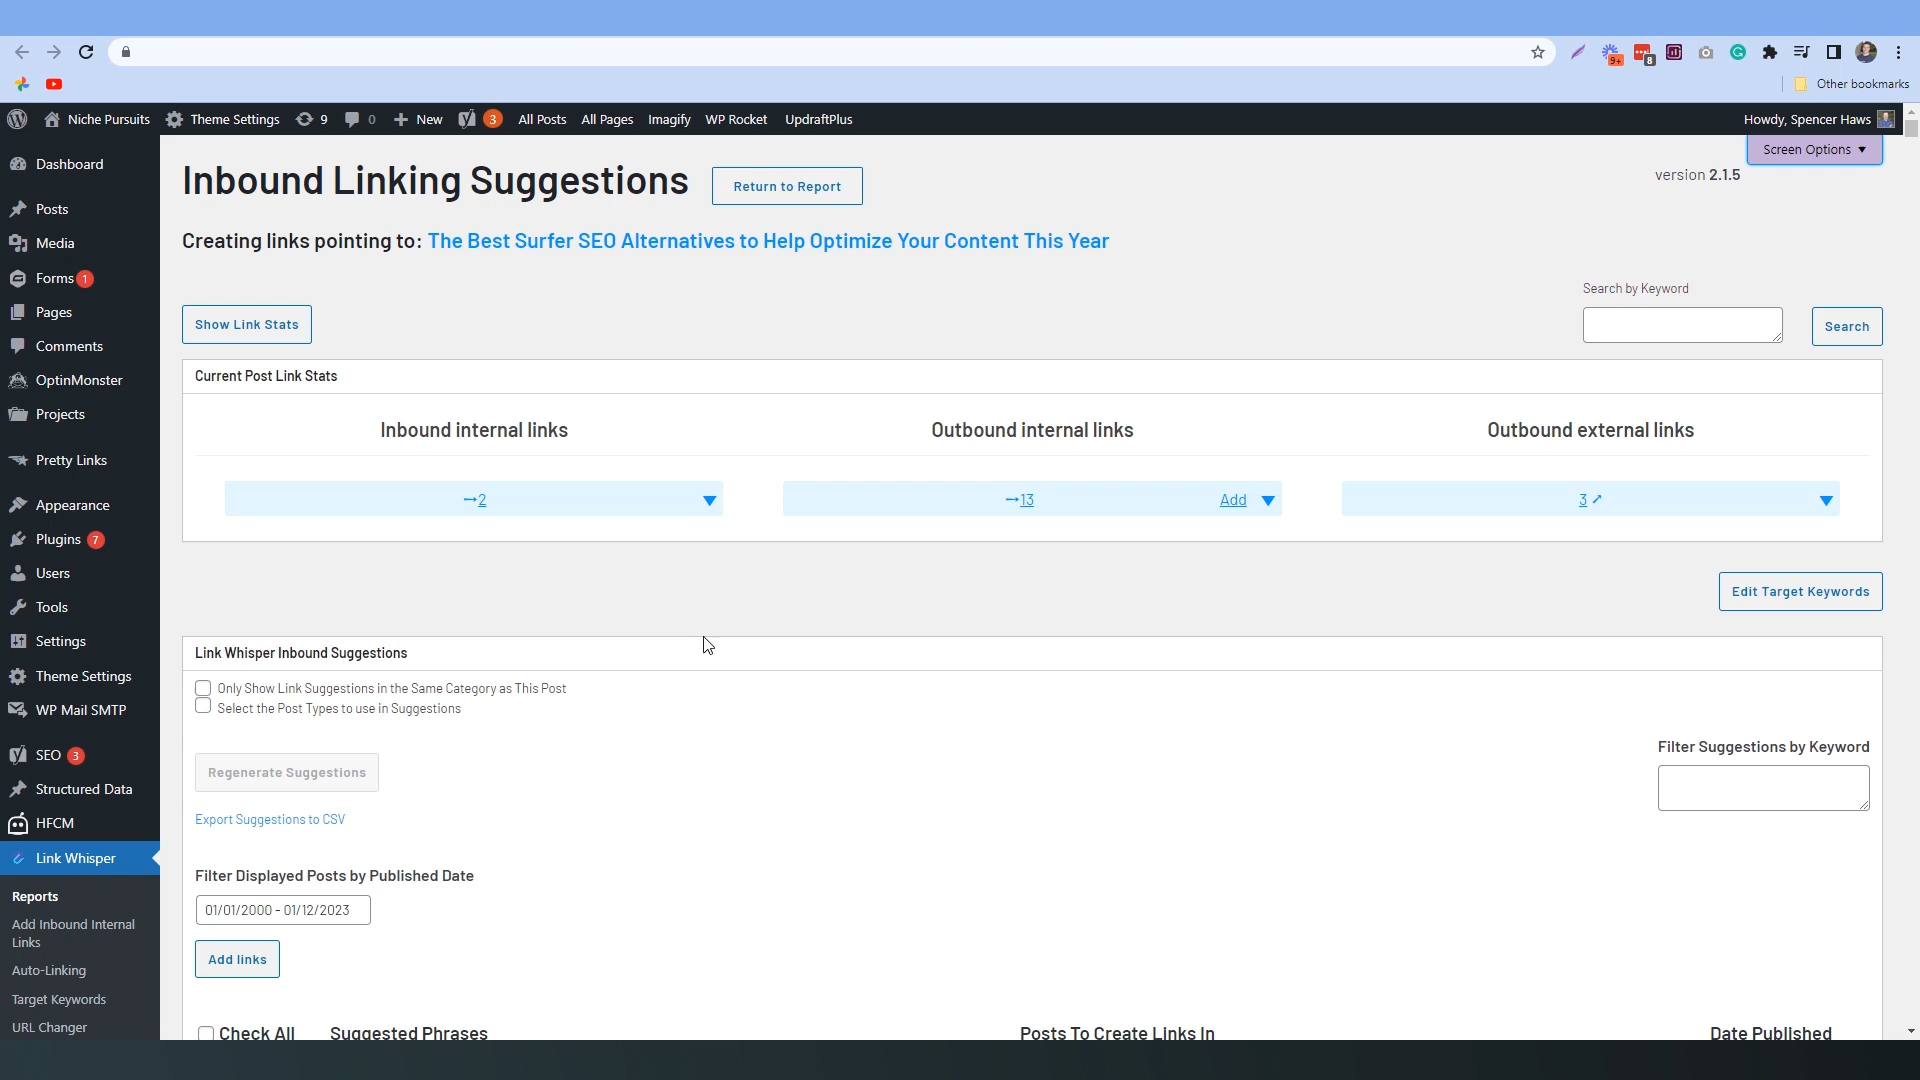 9+
8
Other bookmarks
Niche Pursuits Theme Settings 9 0 New 3 All Posts All Pages Imagify WP Rocket UpdraftPlus Howdy, Spencer Haws
Screen Options
version 2.1.5
Dashboard
Posts
Media
Forms 1
Pages
Comments
OptinMonster
Projects
Pretty Links
Appearance
Plugins 7
Users
Tools
Settings
Theme Settings
WP Mail SMTP
SEO 3
Structured Data
HFCM
Link Whisper
Reports
Add Inbound Internal
Links
Auto-Linking
Target Keywords
URL Changer
Inbound Linking Suggestions
Return to Report
Creating links pointing to: The Best Surfer SEO Alternatives to Help Optimize Your Content This Year
Search by Keyword
Show Link Stats
Search
Current Post Link Stats
Inbound internal links Outbound internal links Outbound external links
2 13 Add 3
Edit Target Keywords
Link Whisper Inbound Suggestions
Only Show Link Suggestions in the Same Category as This Post
Select the Post Types to use in Suggestions
Filter Suggestions by Keyword
Regenerate Suggestions
Export Suggestions to CSV
Filter Displayed Posts by Published Date
01/01/2000 - 01/12/2023
Add links
Check All Suggested Phrases Posts To Create Links In Date Published